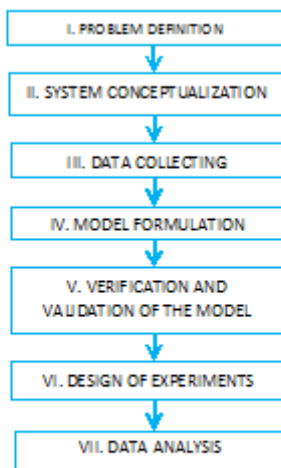 I. PROBLEM DEFINITION
II. SYSTEM CONCEPTUALIZATION
III. DATA COLLECTING
IV. MODEL FORMULATION
V. VERIFICATION AND
VALIDATION OF THE MODEL
VI. DESIGN OF EXPERIMENTS
VII. DATA ANALYSIS